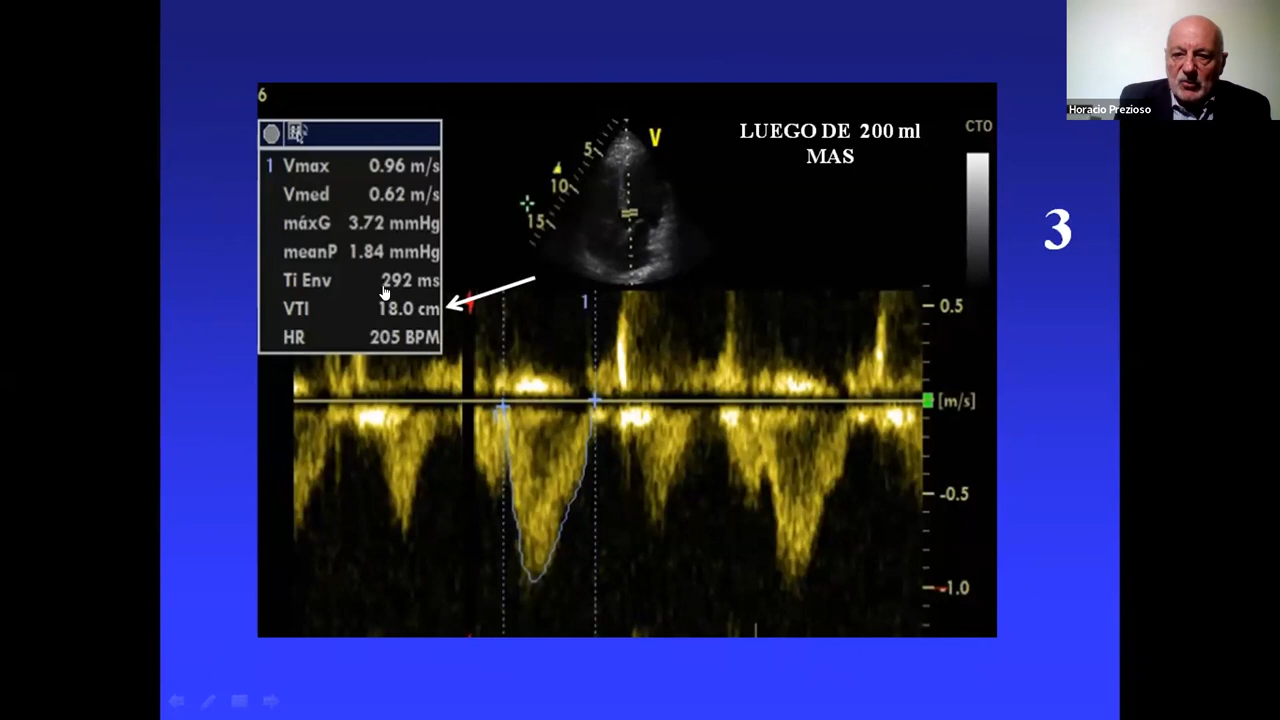 Horacio Prezioso
6
LUEGO DE 200 ml
MAS
CTO
V
5
10
15
3
1 Vmax 0.96 m/s
Vmed 0.62 m/s
máxG 3.72 mmHg
meanP 1.84 mmHg
Ti Env 292 ms
VTI 18.0 cm
HR 205 BPM
1
0.5
[m/s]
-0.5
-1.0